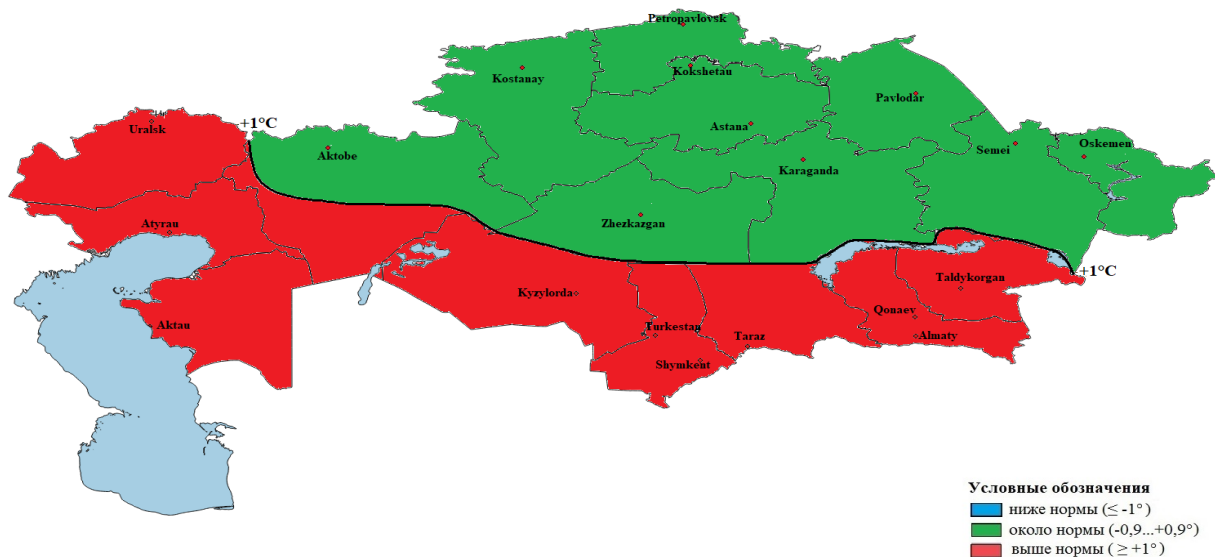 Petropavlovsk
Kokshetau
Kostanay
Pavlodar
Uralsk
+1°C
Astana
Aktobe
Semei
Oskemen
Karaganda
Atyrau
Zhezkazgan
+1°C
Taldykorgan
Kyzylorda
Qonaev
Aktau
Turkestan
Taraz
Almaty
Shymkent
Условные обозначения
ниже нормы (≤ -1°)
около нормы (-0,9...+0,9°)
выше нормы ( ≥ +1°)